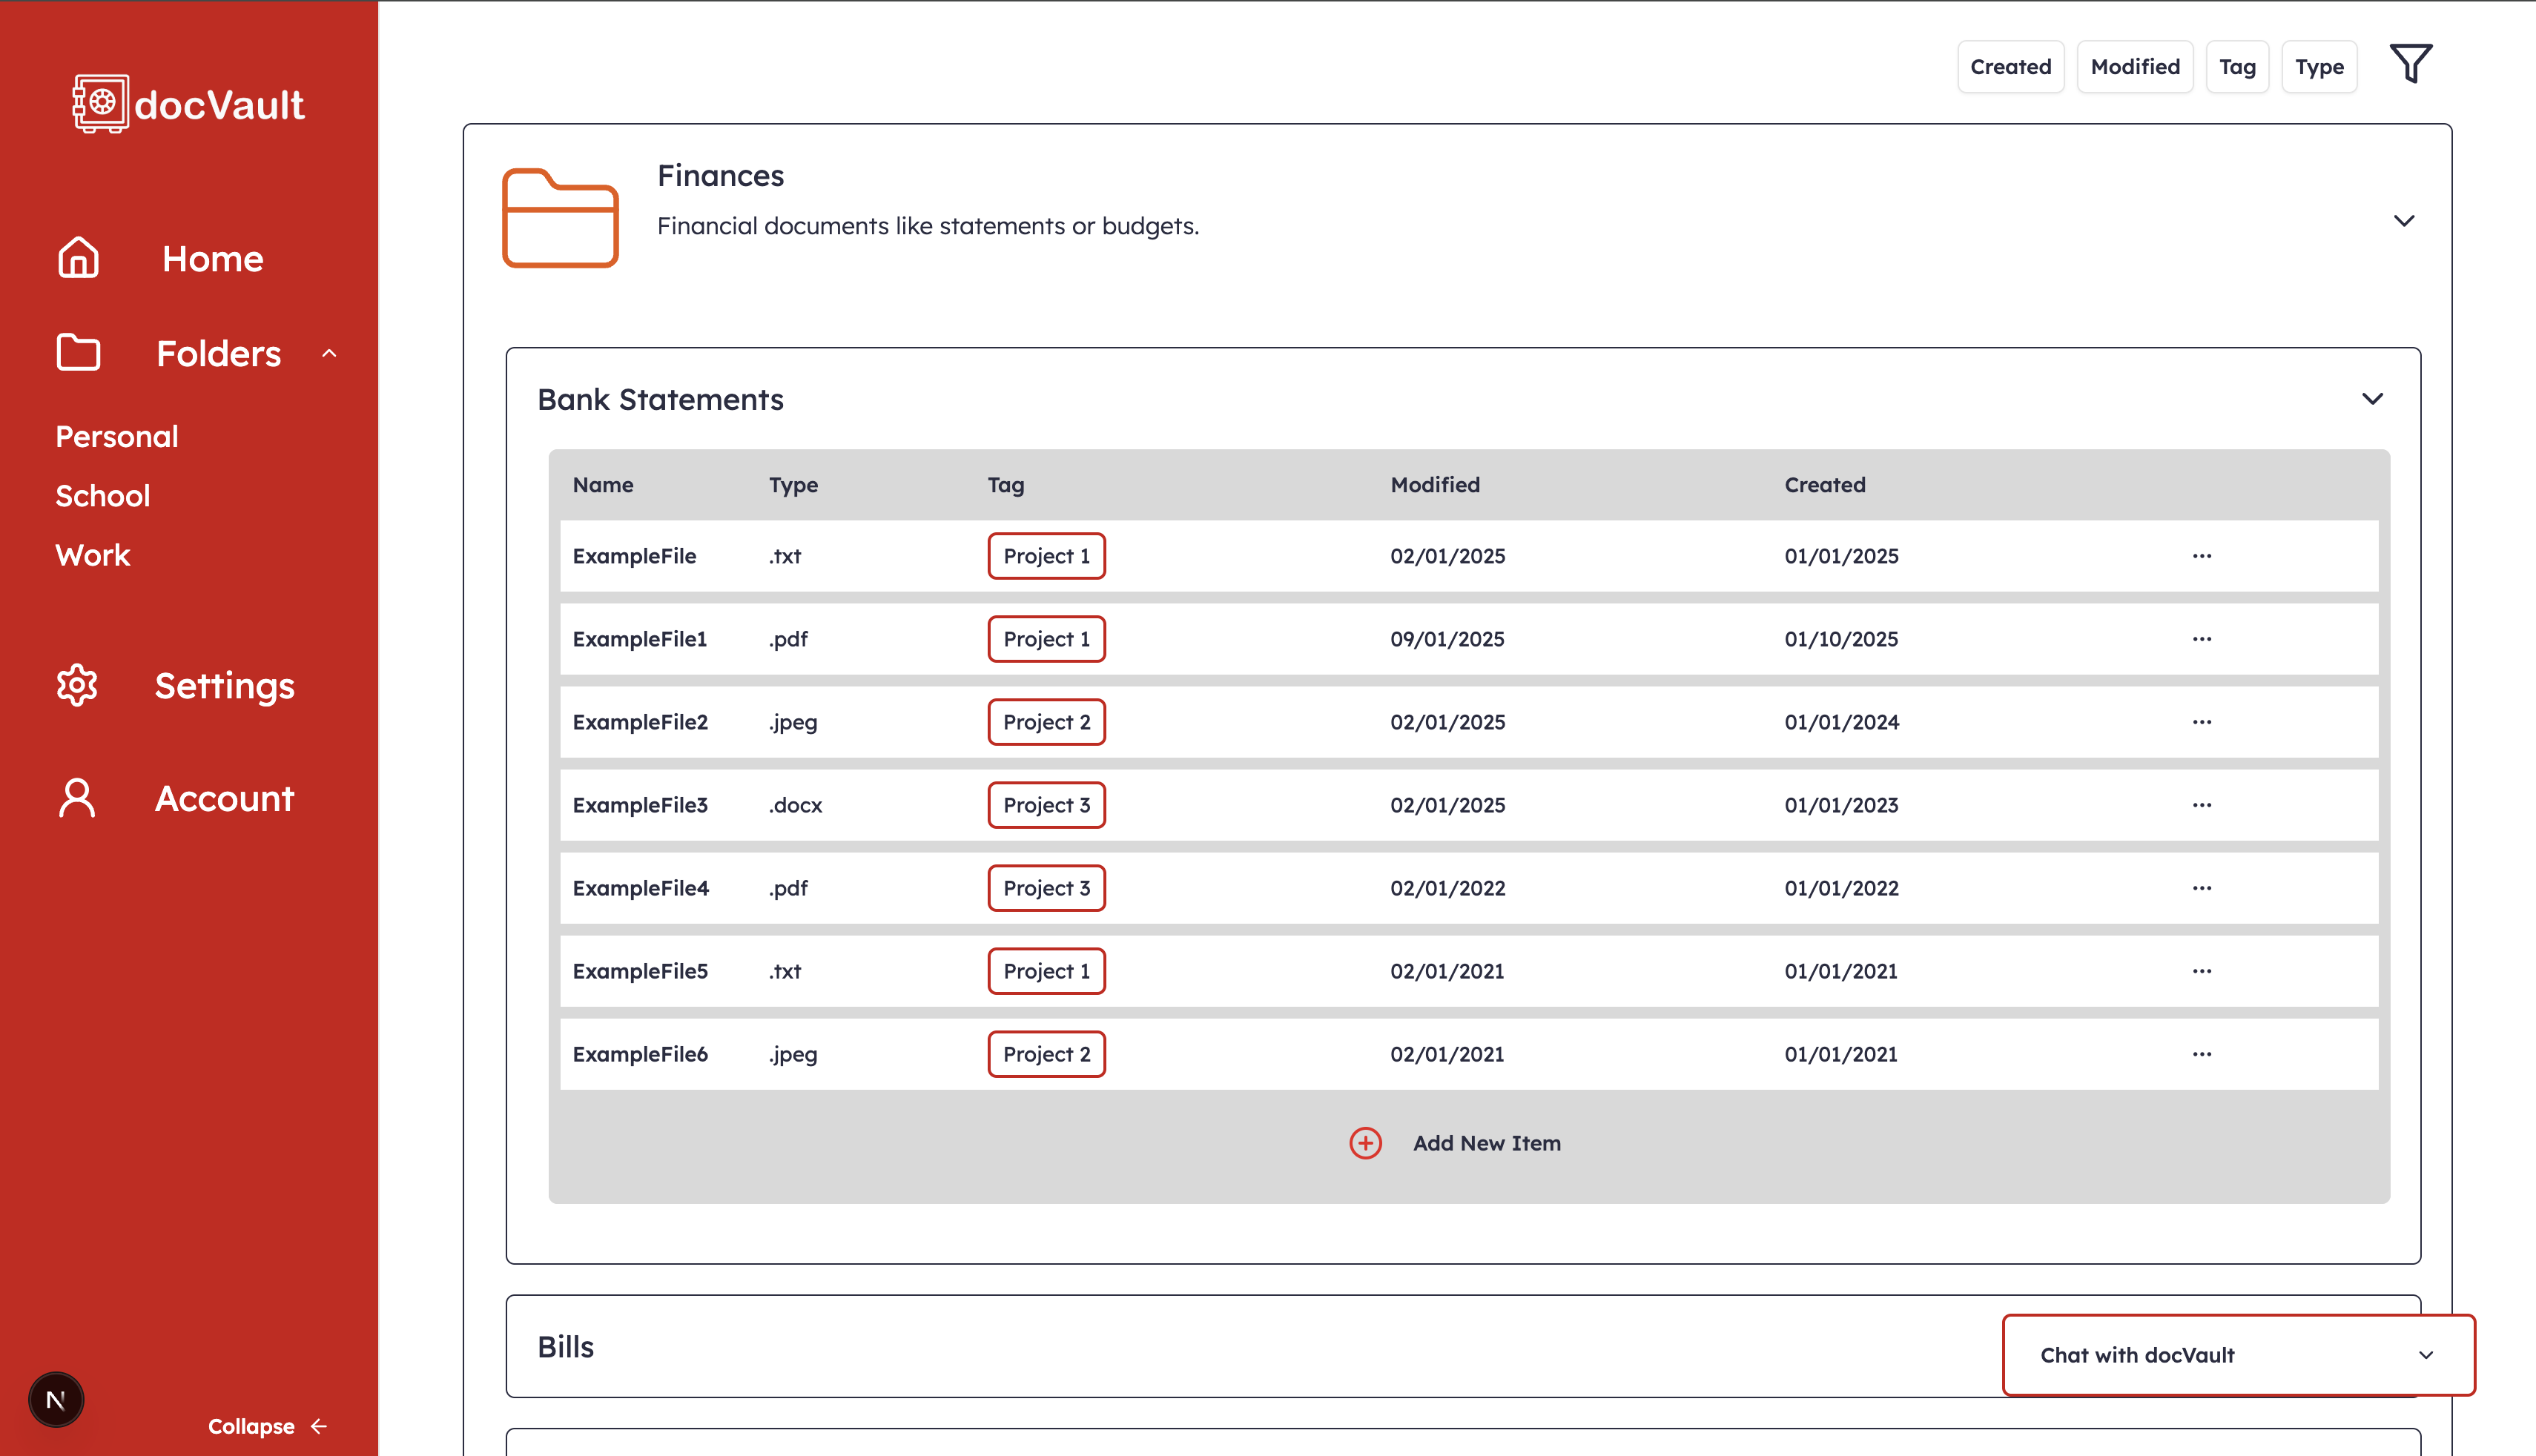 docVault
Home
Folders
Personal
School
Work
Settings
Account
N
Collapse
Created Modified Tag Type
Finances
Financial documents like statements or budgets.
Bank Statements
Name Type Tag Modified Created
ExampleFile .txt Project 1 02/01/2025 01/01/2025 ...
ExampleFile1 .pdf Project 1 09/01/2025 01/10/2025 ...
ExampleFile2 .jpeg Project 2 02/01/2025 01/01/2024 ...
ExampleFile3 .docx Project 3 02/01/2025 01/01/2023 ...
ExampleFile4 .pdf Project 3 02/01/2022 01/01/2022 ...
ExampleFile5 .txt Project 1 02/01/2021 01/01/2021 ...
ExampleFile6 .jpeg Project 2 02/01/2021 01/01/2021 ...
Add New Item
Bills
Chat with docVault